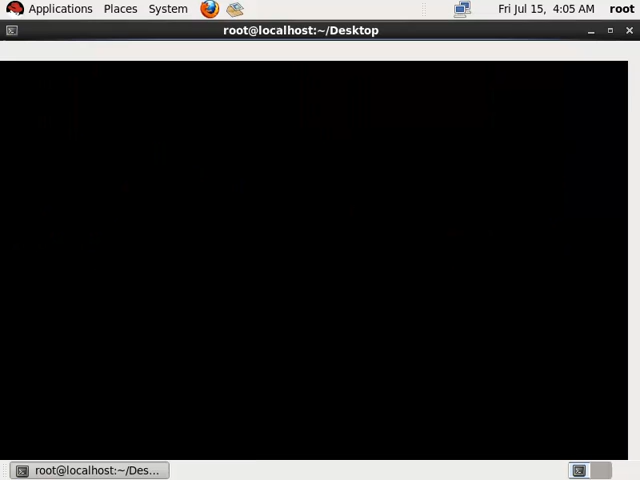 Applications Places System Fri Jul 15, 4:05 AM root
root@localhost:~/Desktop
root@localhost:~/Des...